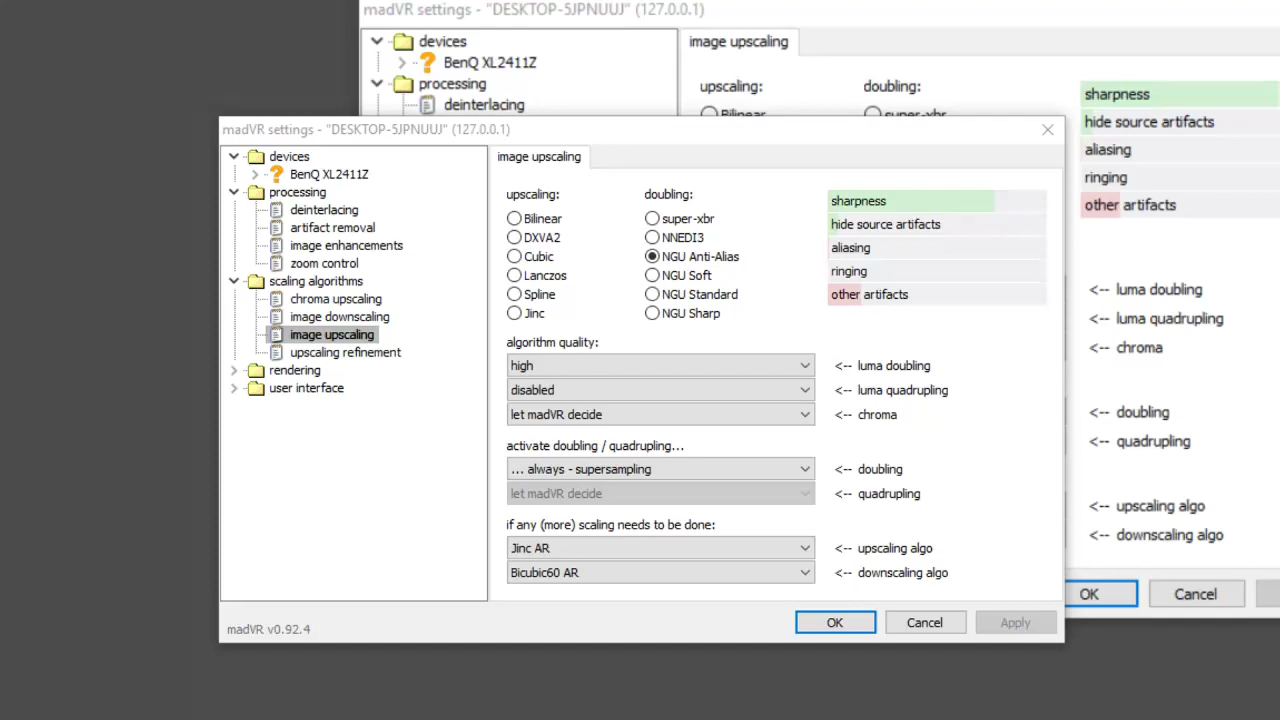 madVR settings - "DESKTOP-5JPNUUJ" (127.0.0.1)
devices
BenQ XL2411Z
processing
deinterlacing
image upscaling
upscaling:
doubling:
Bilinear
super-xbr
sharpness
hide source artifacts
aliasing
ringing
other artifacts
<-- luma doubling
<-- luma quadrupling
<-- chroma
<-- doubling
<-- quadrupling
<-- upscaling algo
<-- downscaling algo
OK
Cancel
madVR settings - "DESKTOP-5JPNUUJ" (127.0.0.1)
devices
BenQ XL2411Z
processing
deinterlacing
artifact removal
image enhancements
zoom control
scaling algorithms
chroma upscaling
image downscaling
image upscaling
upscaling refinement
rendering
user interface
madVR v0.92.4
image upscaling
upscaling:
Bilinear
DXVA2
Cubic
Lanczos
Spline
Jinc
doubling:
super-xbr
NNEDI3
NGU Anti-Alias
NGU Soft
NGU Standard
NGU Sharp
sharpness
hide source artifacts
aliasing
ringing
other artifacts
algorithm quality:
high <-- luma doubling
disabled <-- luma quadrupling
let madVR decide <-- chroma
activate doubling / quadrupling...
... always - supersampling <-- doubling
let madVR decide <-- quadrupling
if any (more) scaling needs to be done:
Jinc AR <-- upscaling algo
Bicubic60 AR <-- downscaling algo
OK
Cancel
Apply